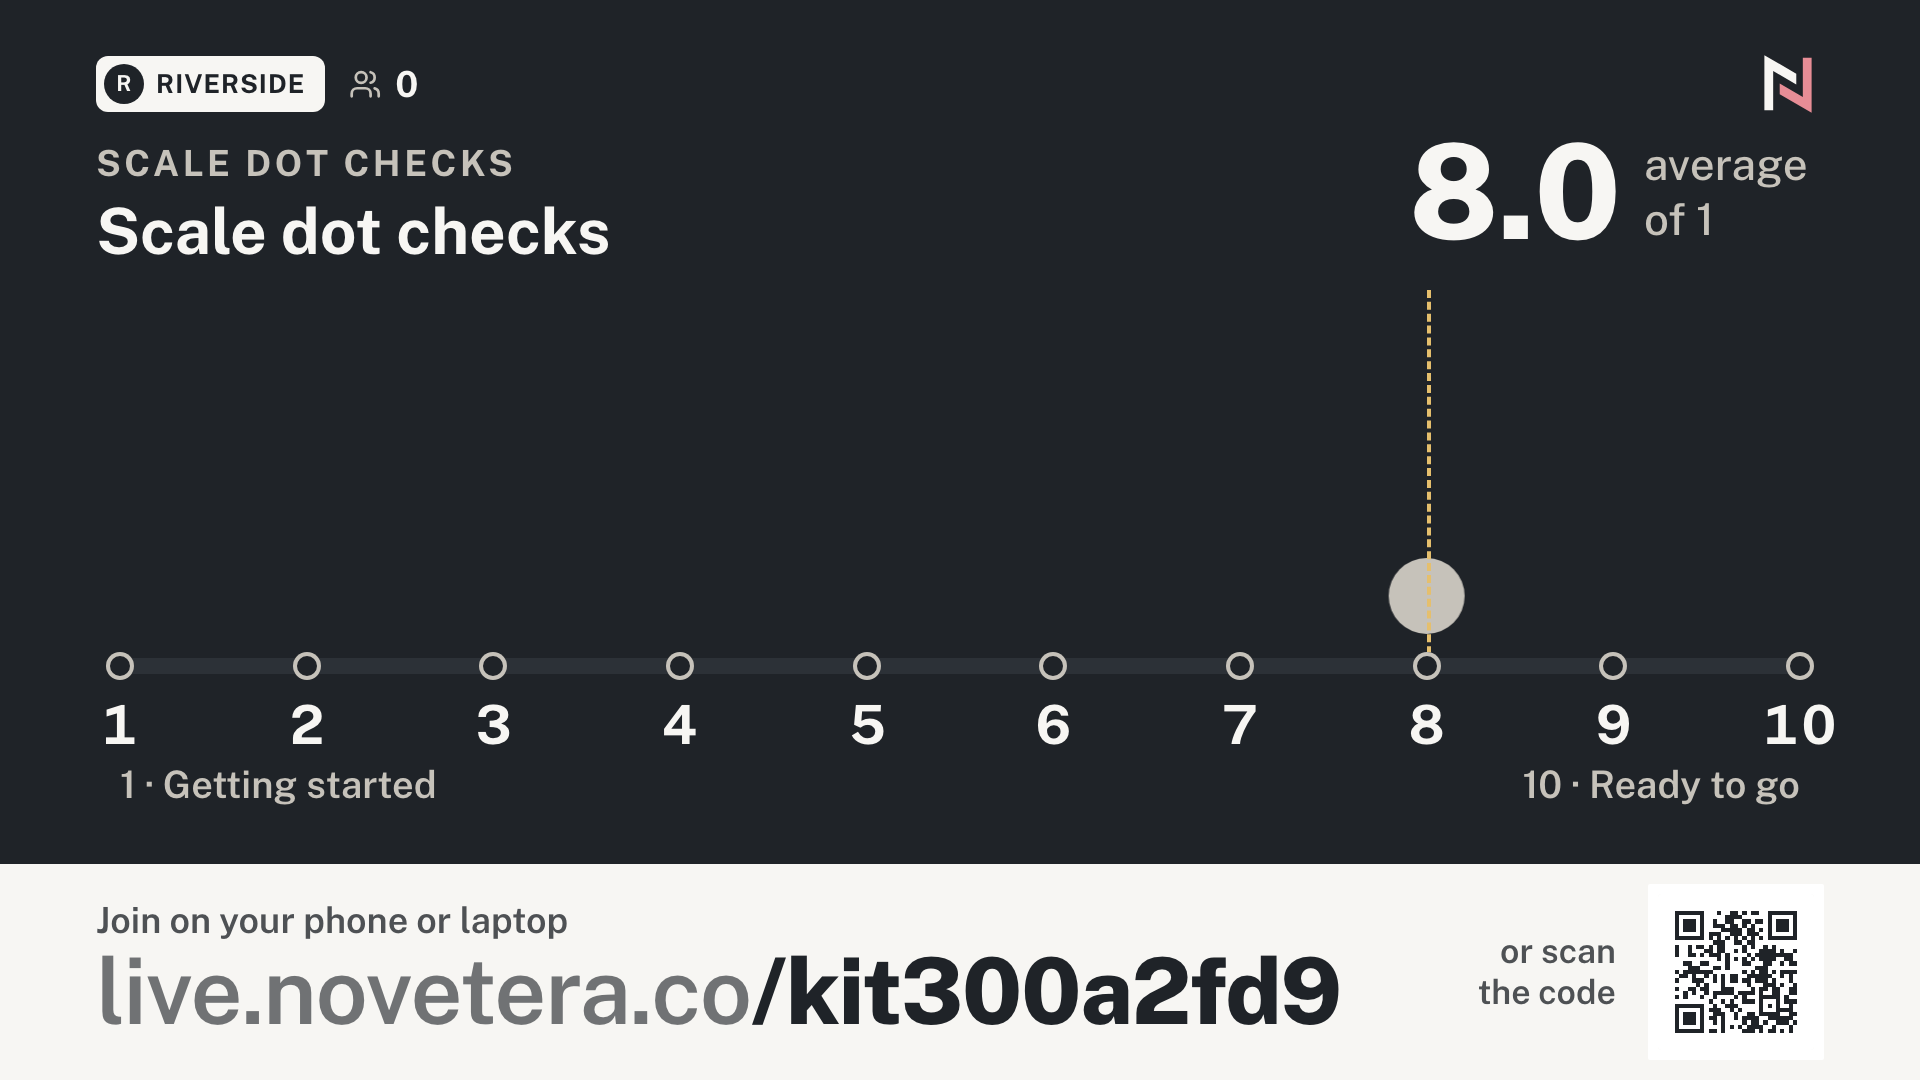 R RIVERSIDE 0
SCALE DOT CHECKS
Scale dot checks
8.0 average
of 1
1 2 3 4 5 6 7 8 9 10
1 · Getting started 10 · Ready to go
Join on your phone or laptop
live.novetera.co/kit300a2fd9
or scan
the code